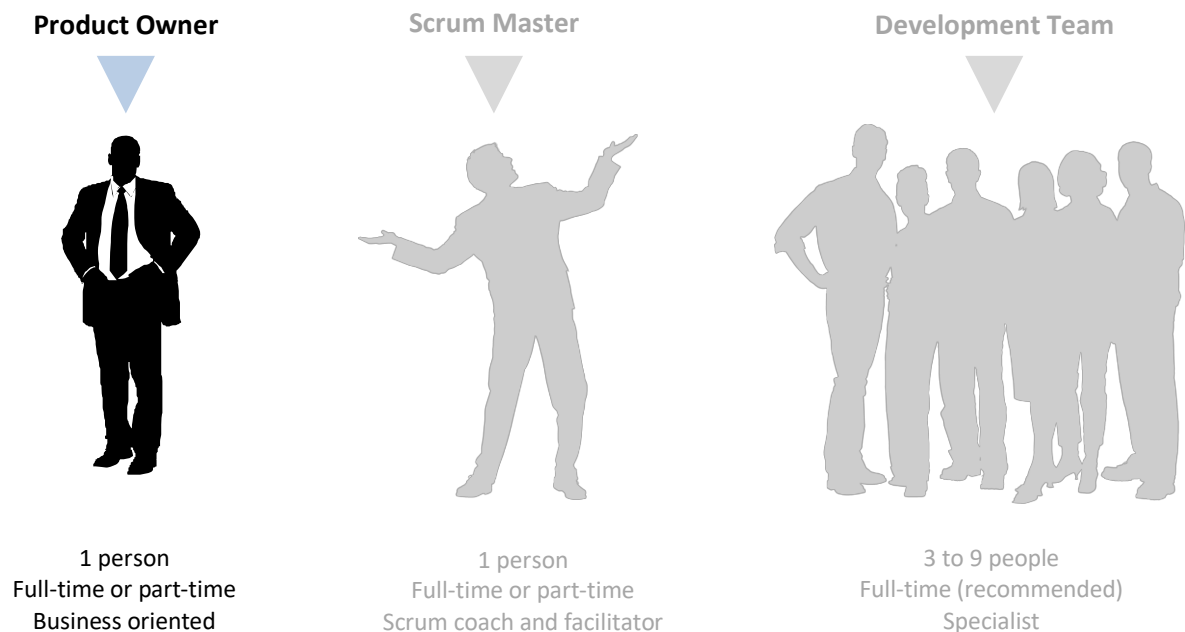 Product Owner
Scrum Master
Development Team
1 person
Full-time or part-time
Business oriented
1 person
Full-time or part-time
Scrum coach and facilitator
3 to 9 people
Full-time (recommended)
Specialist